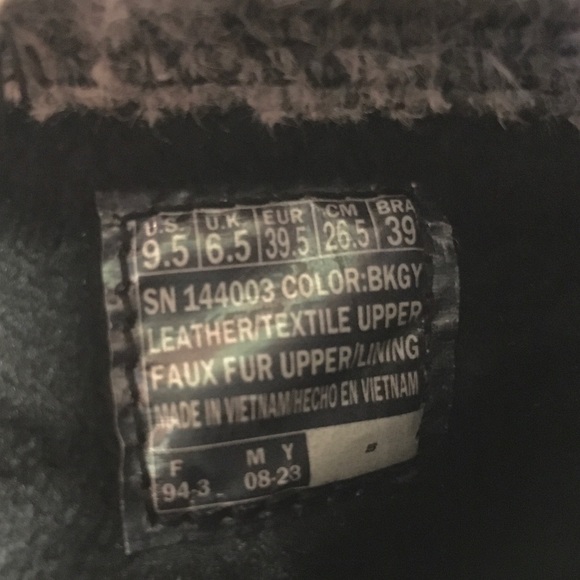 U.S. U.K. EUR CM BRA
9.5 6.5 39.5 26.5 39
SN 144003 COLOR:BKGY
LEATHER/TEXTILE UPPER
FAUX FUR UPPER/LINING
MADE IN VIETNAM/HECHO EN VIETNAM
F M Y
94-3 08-23